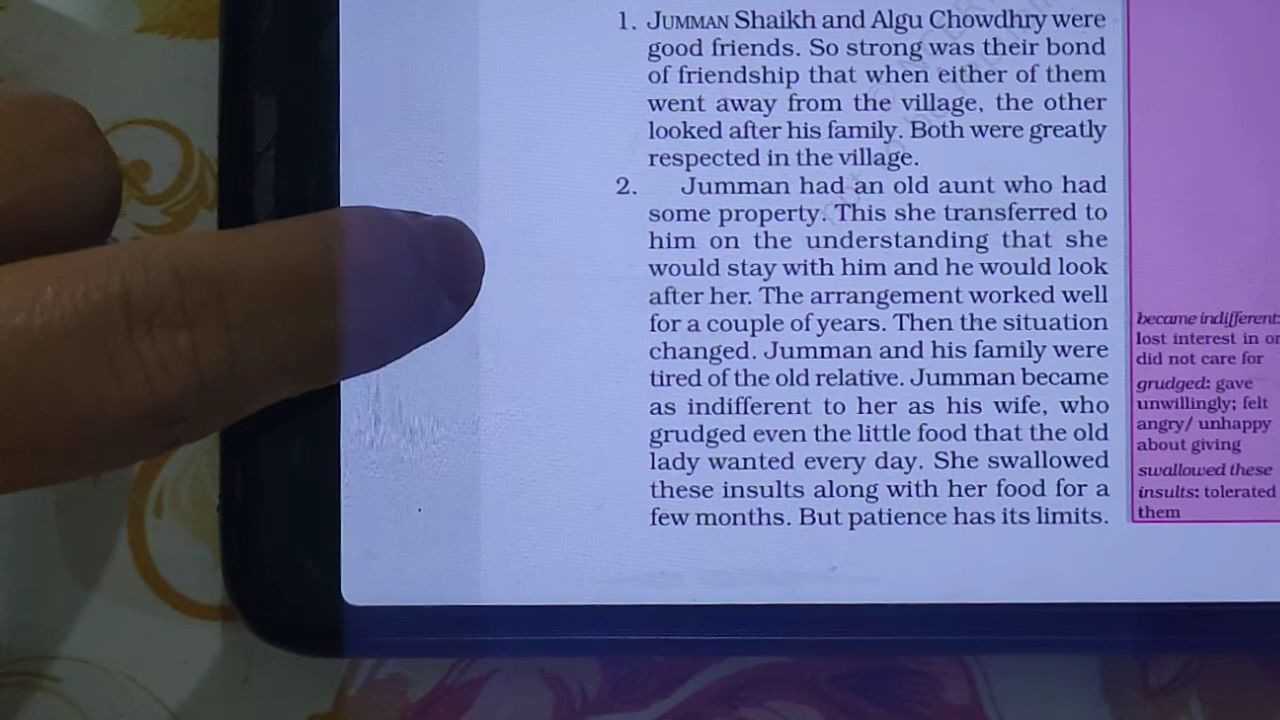 1. JUMMAN Shaikh and Algu Chowdhry were
good friends. So strong was their bond
of friendship that when either of them
went away from the village, the other
looked after his family. Both were greatly
respected in the village.
2. Jumman had an old aunt who had
some property. This she transferred to
him on the understanding that she
would stay with him and he would look
after her. The arrangement worked well
for a couple of years. Then the situation
changed. Jumman and his family were
tired of the old relative. Jumman became
as indifferent to her as his wife, who
grudged even the little food that the old
lady wanted every day. She swallowed
these insults along with her food for a
few months. But patience has its limits.
became indifferent:
lost interest in or
did not care for
grudged: gave
unwillingly; felt
angry/ unhappy
about giving
swallowed these
insults: tolerated
them